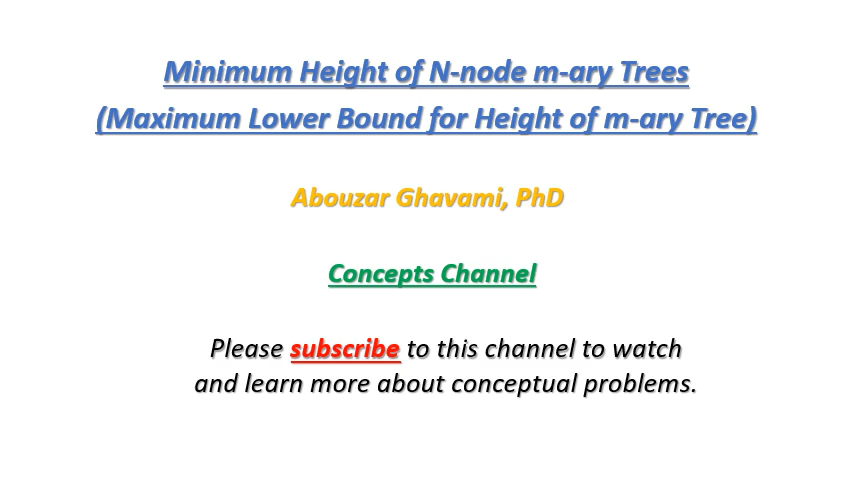 Minimum Height of N-node m-ary Trees
(Maximum Lower Bound for Height of m-ary Tree)
Abouzar Ghavami, PhD
Concepts Channel
Please subscribe to this channel to watch
and learn more about conceptual problems.